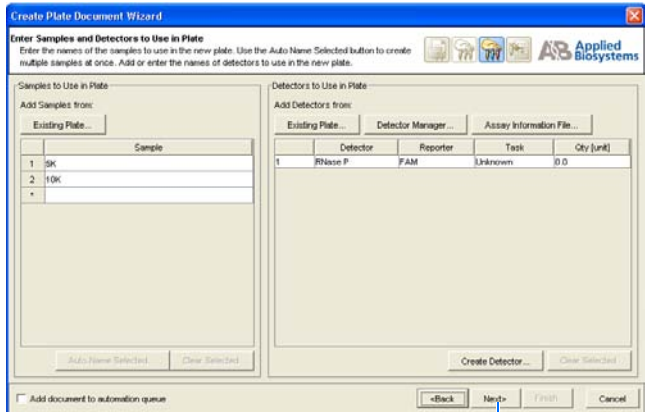 Create Plate Document Wizard
Enter Samples and Detectors to Use in Plate
Enter the names of the samples to use in the new plate. Use the Auto Name Selected button to create
multiple samples at once. Add or enter the names of detectors to use in the new plate.
AB Applied
Biosystems
Samples to Use in Plate
Add Samples from:
Existing Plate...
Sample
1 5K
2 10K
*
Auto Name Selected
Clear Selected
Detectors to Use in Plate
Add Detectors from:
Existing Plate... Detector Manager... Assay Information File...
Detector Reporter Task Qty [unit]
1 RNase P FAM Unknown 0.0
Create Detector... Clear Selected
Add document to automation queue
<Back Next> Finish Cancel